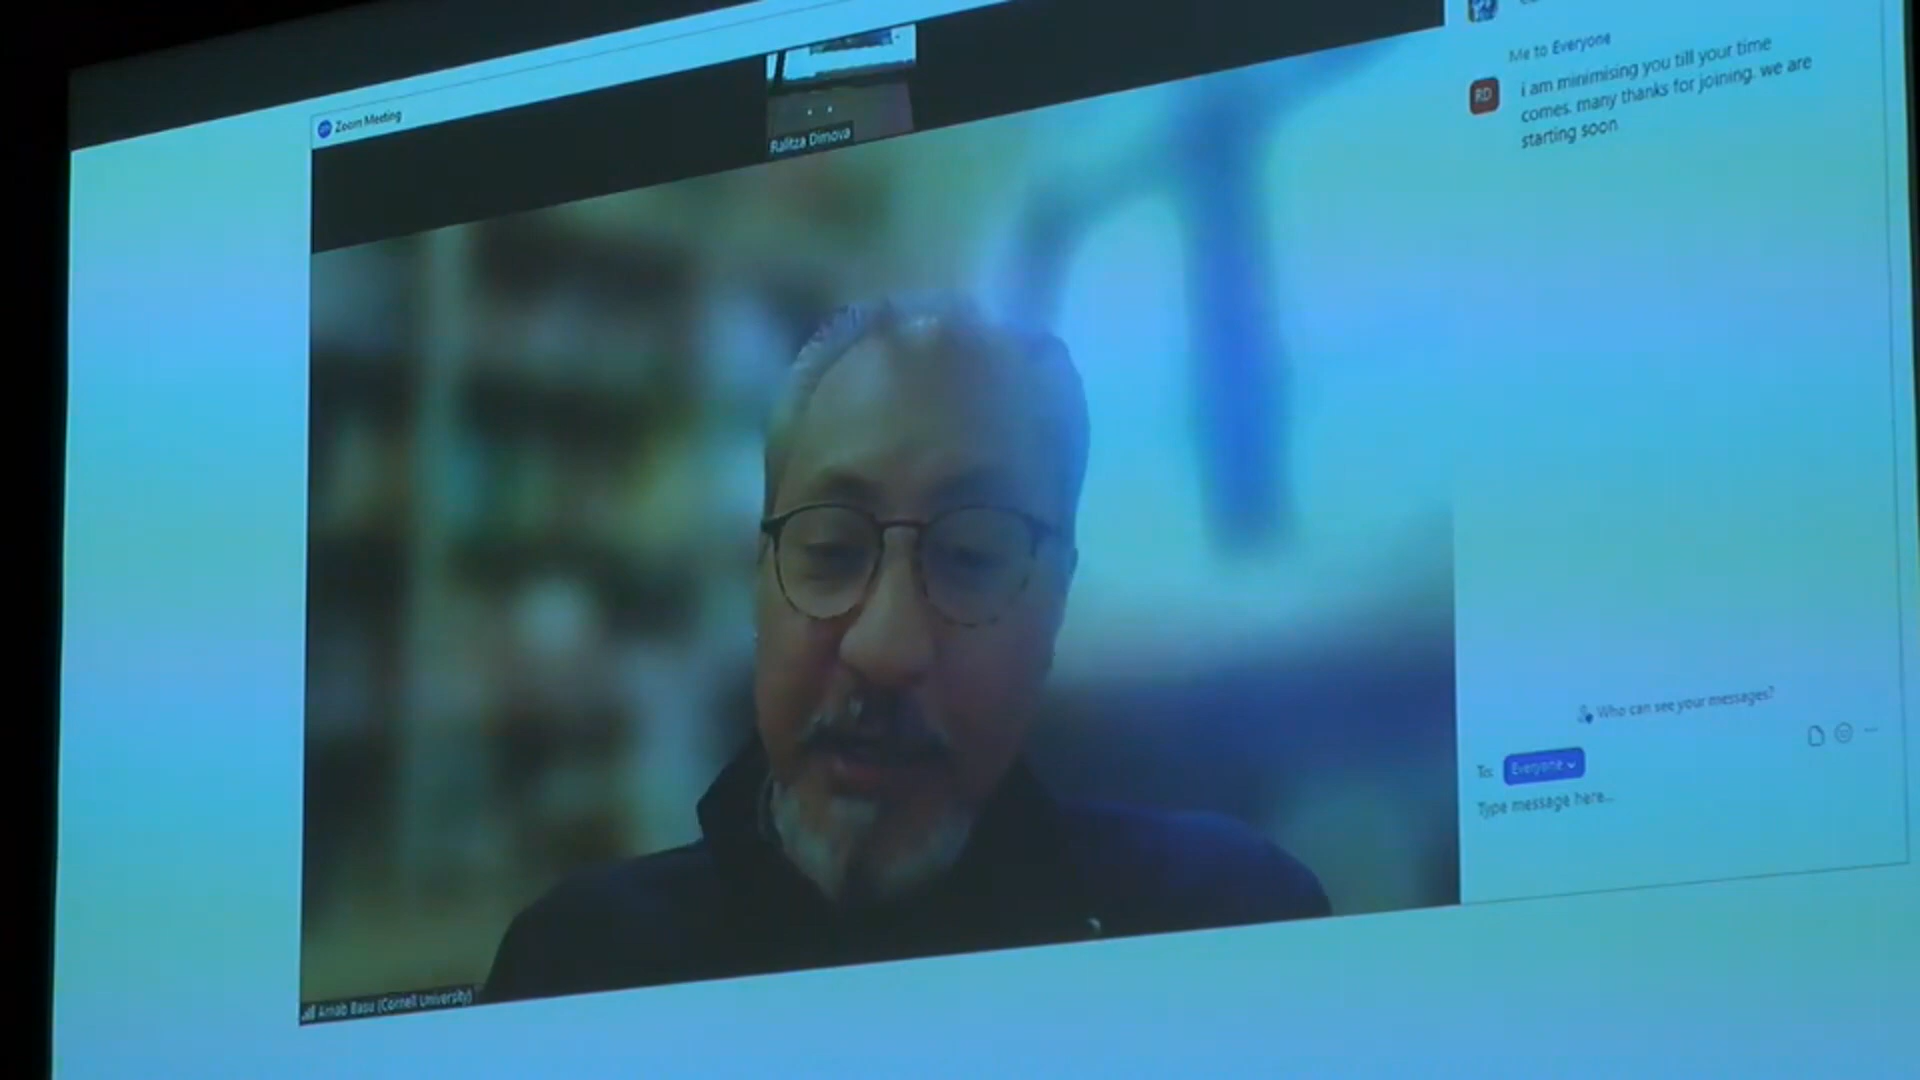 Zoom Meeting
Ralitza Dimova
Me to Everyone
RD
i am minimising you till your time
comes. many thanks for joining. we are
starting soon
Who can see your messages?
To: Everyone
Type message here...
Arnab Basu (Cornell University)